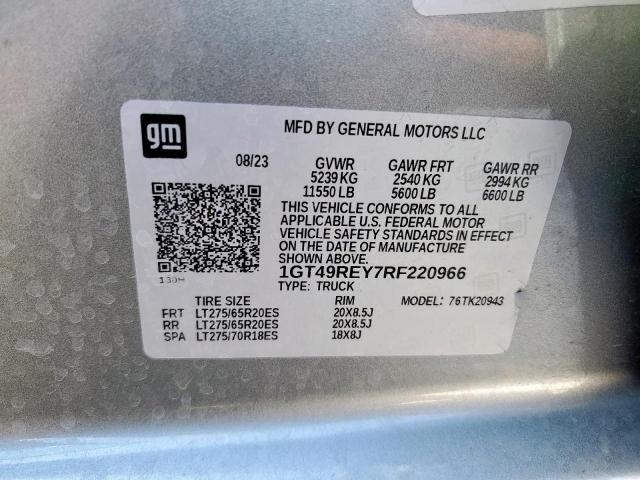 gm
MFD BY GENERAL MOTORS LLC
08/23 GVWR GAWR FRT GAWR RR
5239 KG 2540 KG 2994 KG
11550 LB 5600 LB 6600 LB
THIS VEHICLE CONFORMS TO ALL
APPLICABLE U.S. FEDERAL MOTOR
VEHICLE SAFETY STANDARDS IN EFFECT
ON THE DATE OF MANUFACTURE
SHOWN ABOVE.
1GT49REY7RF220966
TYPE: TRUCK
TIRE SIZE RIM MODEL: 76TK20943
FRT LT275/65R20ES 20X8.5J
RR LT275/65R20ES 20X8.5J
SPA LT275/70R18ES 18X8J